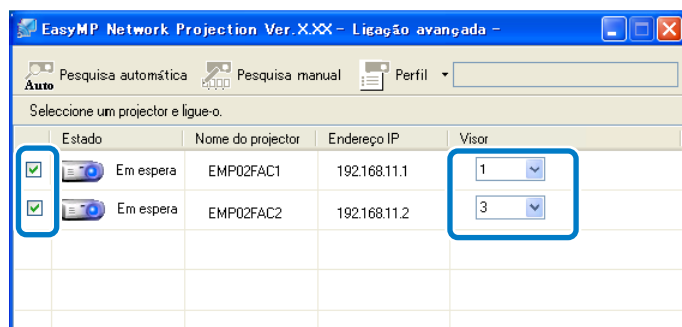 EasyMP Network Projection Ver.X.XX - Ligação avançada -
Auto Pesquisa automática Pesquisa manual Perfil
Seleccione um projector e ligue-o.
Estado Nome do projector Endereço IP Visor
Em espera EMP02FAC1 192.168.11.1 1
Em espera EMP02FAC2 192.168.11.2 3